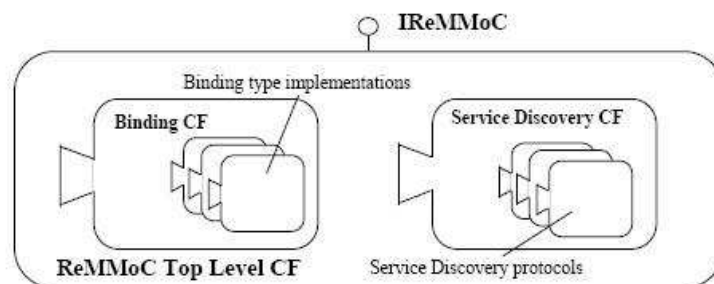 IReMMoC
Binding type implementations
Binding CF
Service Discovery CF
ReMMoC Top Level CF
Service Discovery protocols